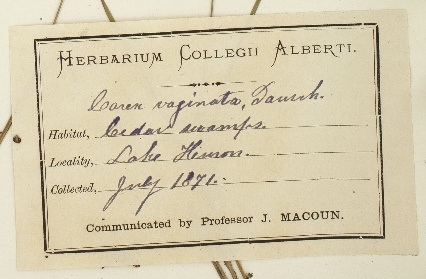 HERBARIUM COLLEGII ALBERTI.
Carex vaginata, Tausch.
Habitat, Cedar swamps.
Locality, Lake Huron.
Collected, July 1871.
Communicated by Professor J. MACOUN.